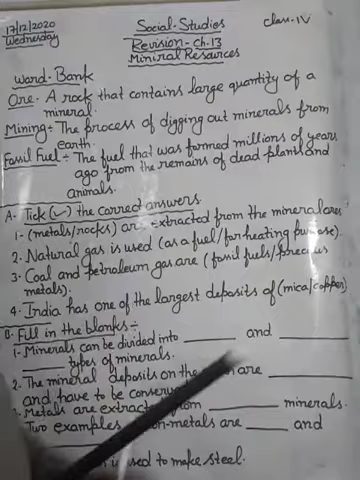 17/12/2020 Social-Studies Class-IV
Wednesday Revision-Ch.13
Miniral Resources
Word-Bank
Ore- A rock that contains large quantity of a
mineral.
Mining÷ The process of digging out minerals from
earth.
Fossil Fuel÷ The fuel that was formed millions of years
ago from the remains of dead plants and
animals.
A. Tick (✓) the correct answers.
1- (metals/rocks) are extracted from the mineral ores
2. Natural gas is used (as a fuel/for heating purpose).
3. Coal and petroleum gas are (fossil fuels/precious
metals).
4. India has one of the largest deposits of (mica/copper)
B- Fill in the blanks÷
1- Minerals can be divided into ______ and
______ types of minerals.
2. The mineral deposits on the are ______
and have to be
Metals are extracted from ______ minerals.
Two examples non-metals are ____ and
is used to make steel.